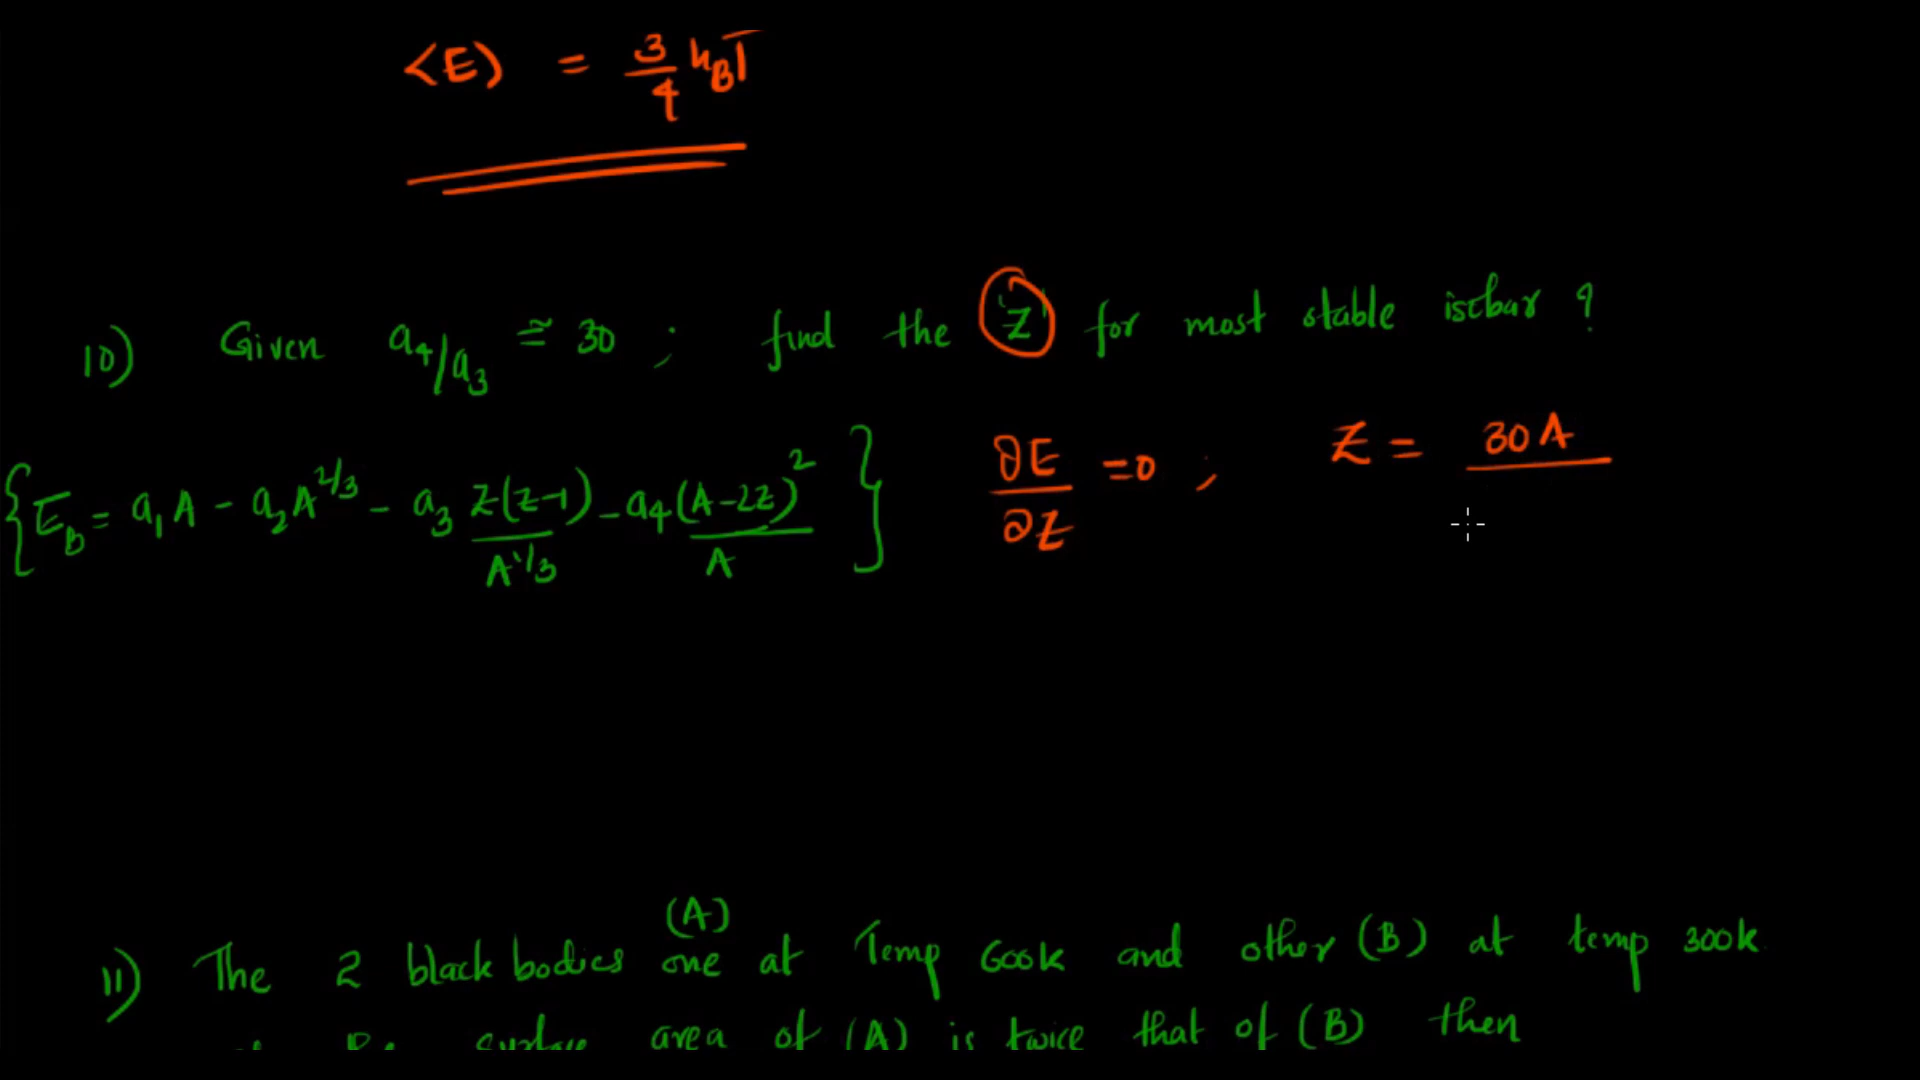 <E> = 3/4 k_B T
10) Given a₄/a₃ ≅ 30 ; find the 'Z' for most stable isobar ?
{E_B = a₁A - a₂A^2/3 - a₃ Z(Z-1)/A^1/3 - a₄ (A-2Z)²/A} ∂E/∂Z = 0 ; Z = 30A
(A)
11) The 2 black bodies one at Temp 600k and other (B) at temp 300k
surface area of (A) is twice that of (B) then